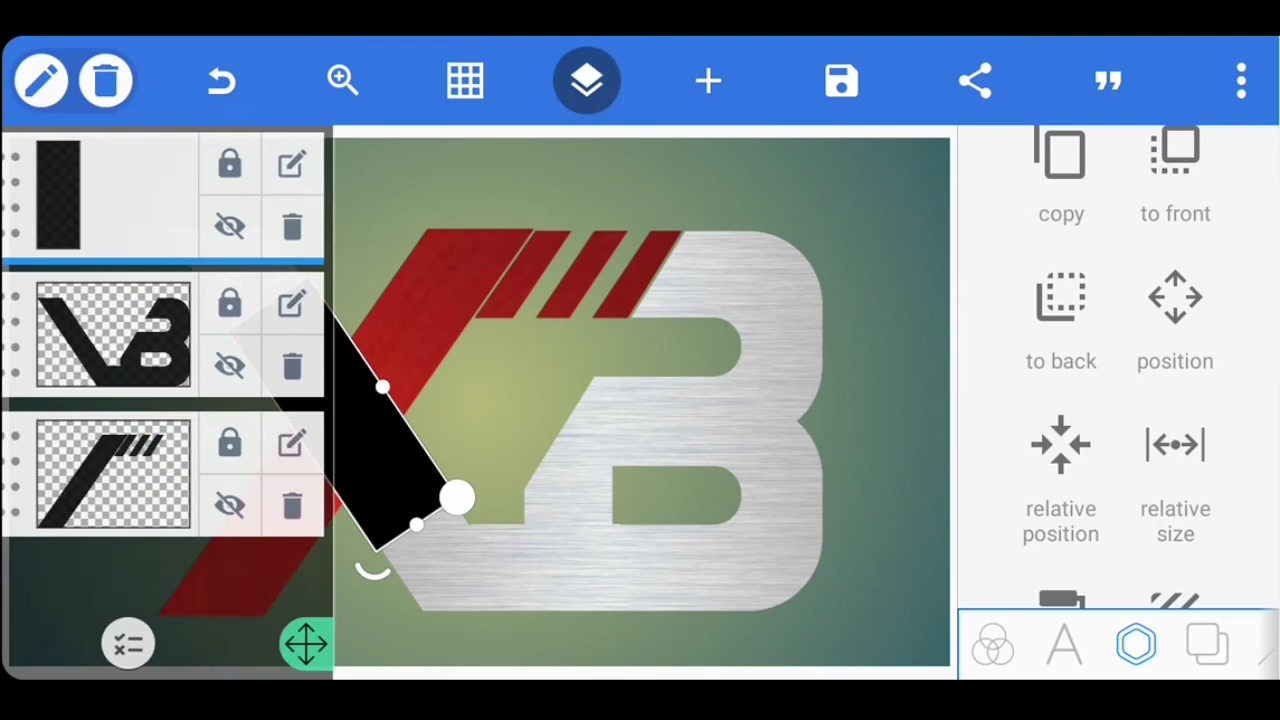 copy
to front
to back
position
relative
position
relative
size